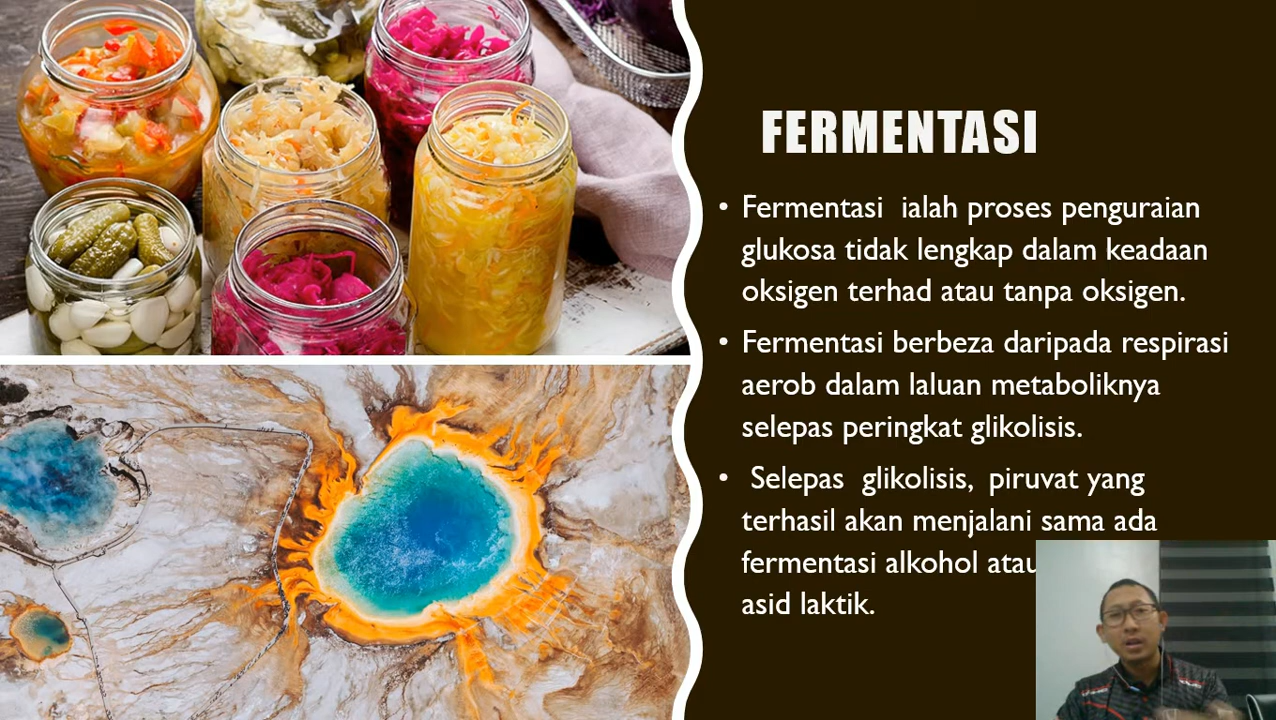 FERMENTASI
• Fermentasi ialah proses penguraian
glukosa tidak lengkap dalam keadaan
oksigen terhad atau tanpa oksigen.
• Fermentasi berbeza daripada respirasi
aerob dalam laluan metaboliknya
selepas peringkat glikolisis.
• Selepas glikolisis, piruvat yang
terhasil akan menjalani sama ada
fermentasi alkohol atau
asid laktik.